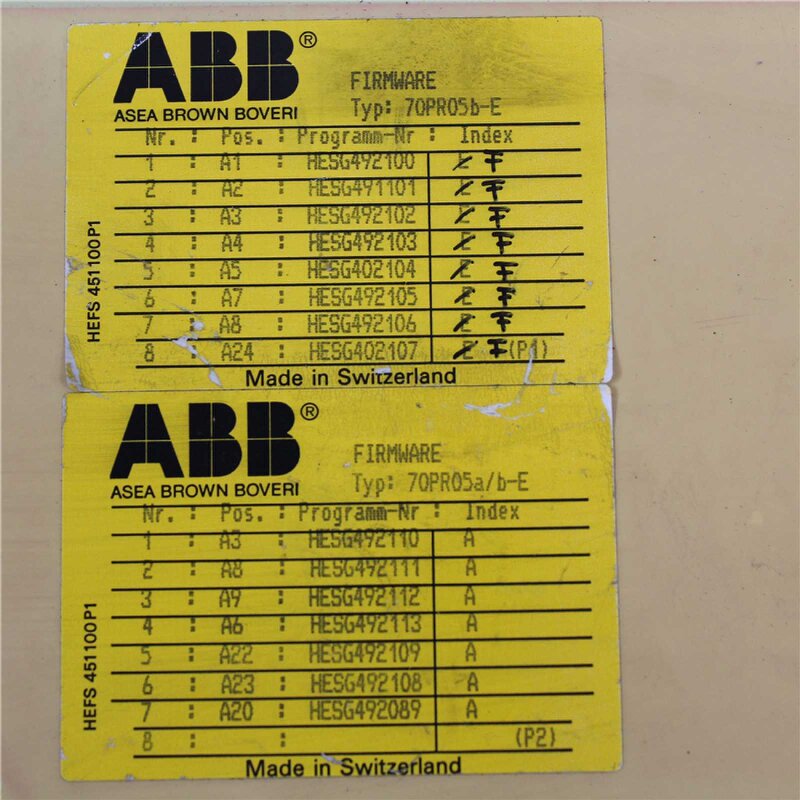 ABB®
ASEA BROWN BOVERI
FIRMWARE
Typ: 70PR05b-E
Nr. : Pos. : Programm-Nr : Index
1 : A1 : HESG492100 E F
2 : A2 : HESG491101 E F
3 : A3 : HESG492102 E F
4 : A4 : HESG492103 E F
5 : A5 : HESG402104 E F
6 : A7 : HESG492105 E F
7 : A8 : HESG492106 E F
8 : A24 : HESG402107 E F (P1)
HEFS 451100P1
Made in Switzerland
ABB®
ASEA BROWN BOVERI
FIRMWARE
Typ: 70PR05a/b-E
Nr. : Pos. : Programm-Nr : Index
1 : A3 : HESG492110 A
2 : A8 : HESG492111 A
3 : A9 : HESG492112 A
4 : A6 : HESG492113 A
5 : A22 : HESG492109 A
6 : A23 : HESG492108 A
7 : A20 : HESG492089 A
8 : : (P2)
HEFS 451100P1
Made in Switzerland